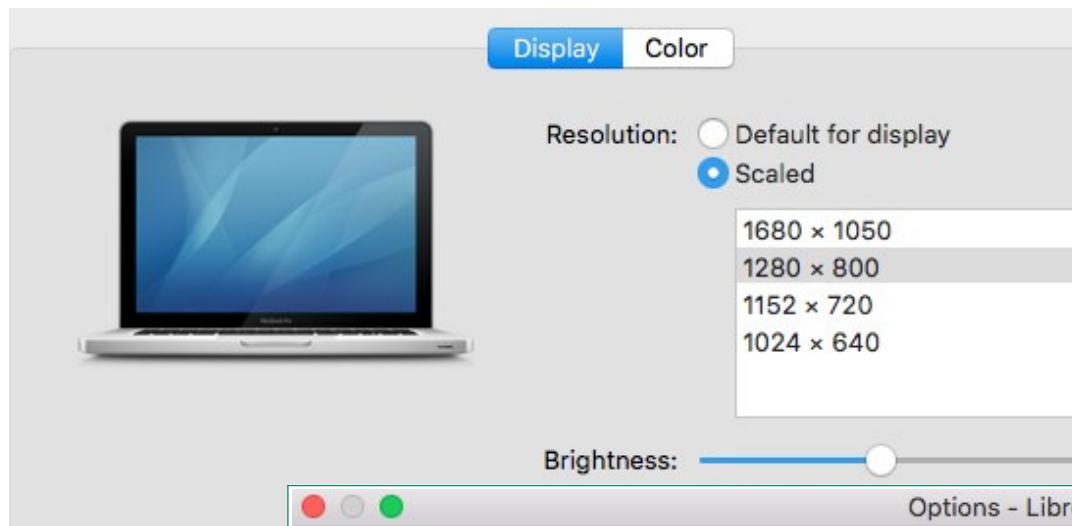 Display Color
Resolution: Default for display
Scaled
1680 × 1050
1280 × 800
1152 × 720
1024 × 640
Brightness:
Options - Libr